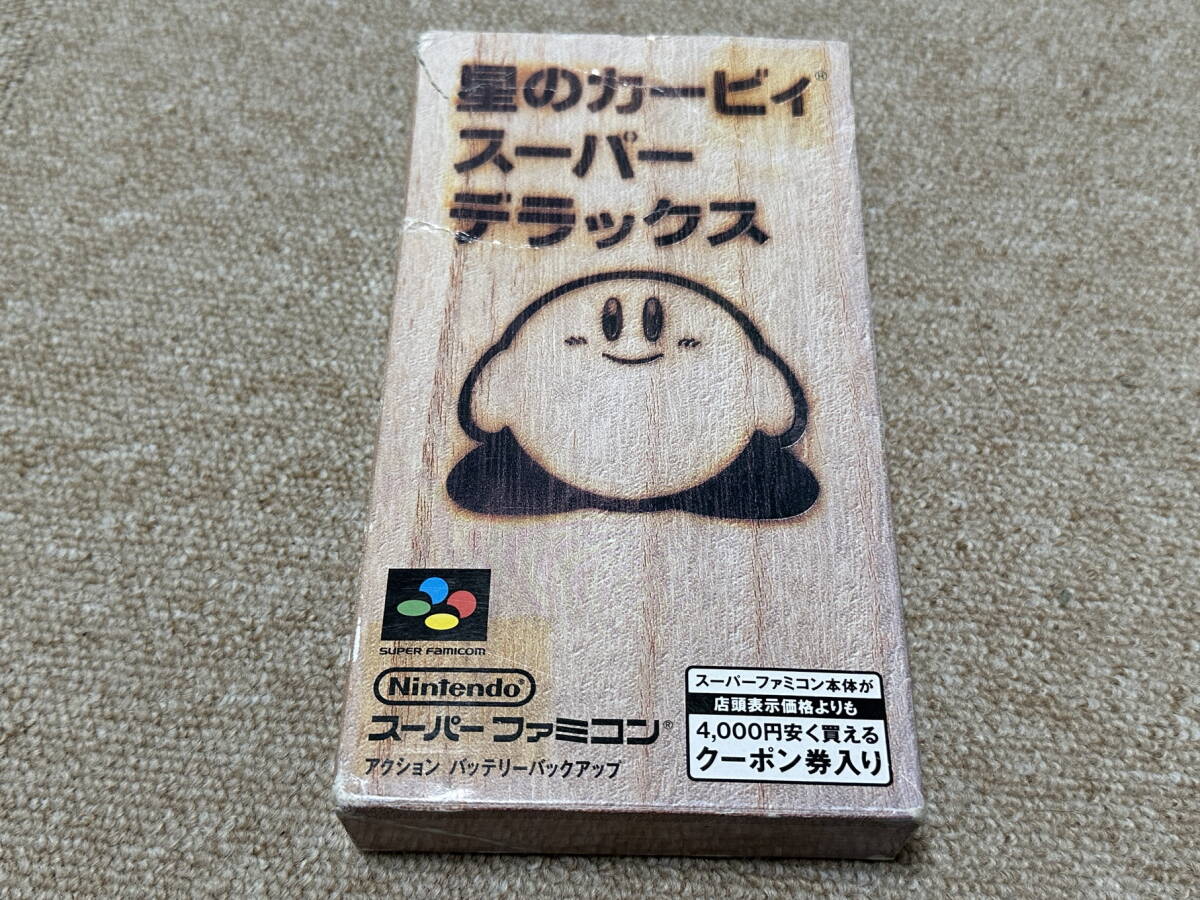 星のカービィ®
スーパー
デラックス
SUPER FAMICOM
Nintendo®
スーパーファミコン®
アクション バッテリーバックアップ
スーパーファミコン本体が
店頭表示価格よりも
4,000円安く買える
クーポン券入り